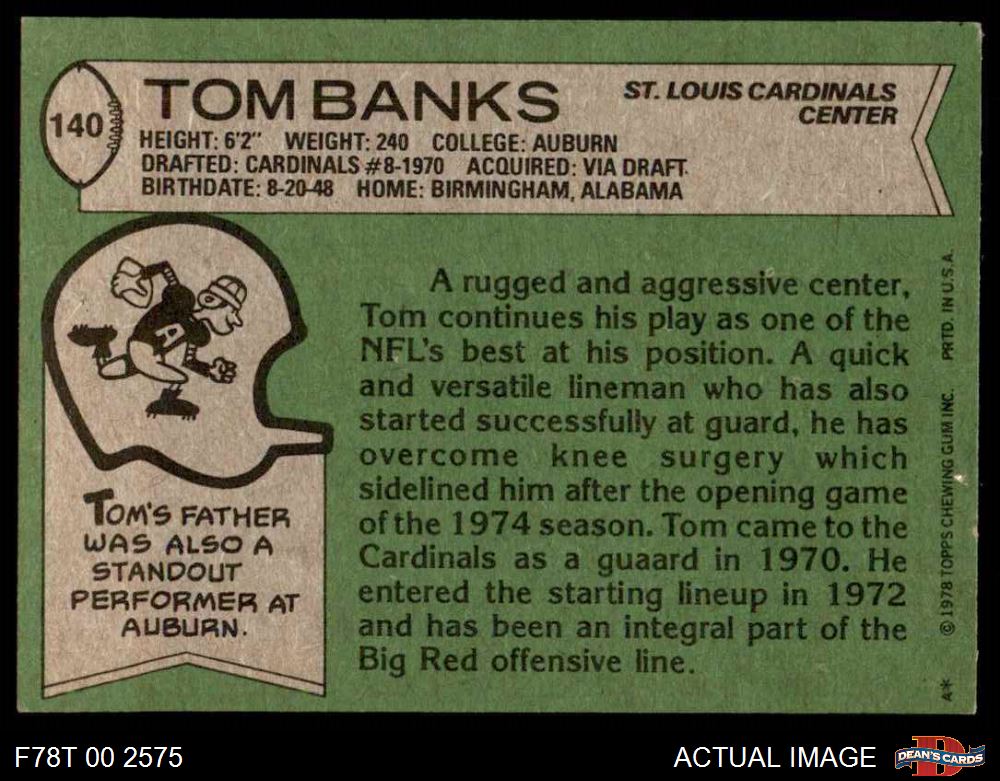 140
TOM BANKS
ST. LOUIS CARDINALS
CENTER
HEIGHT: 6'2" WEIGHT: 240 COLLEGE: AUBURN
DRAFTED: CARDINALS #8-1970 ACQUIRED: VIA DRAFT
BIRTHDATE: 8-20-48 HOME: BIRMINGHAM, ALABAMA
A
TOM'S FATHER
WAS ALSO A
STANDOUT
PERFORMER AT
AUBURN.
A rugged and aggressive center,
Tom continues his play as one of the
NFL's best at his position. A quick
and versatile lineman who has also
started successfully at guard, he has
overcome knee surgery which
sidelined him after the opening game
of the 1974 season. Tom came to the
Cardinals as a guaard in 1970. He
entered the starting lineup in 1972
and has been an integral part of the
Big Red offensive line.
A* © 1978 TOPPS CHEWING GUM INC. PRTD. IN U.S.A.
F78T 00 2575
ACTUAL IMAGE
D
DEAN'S CARDS